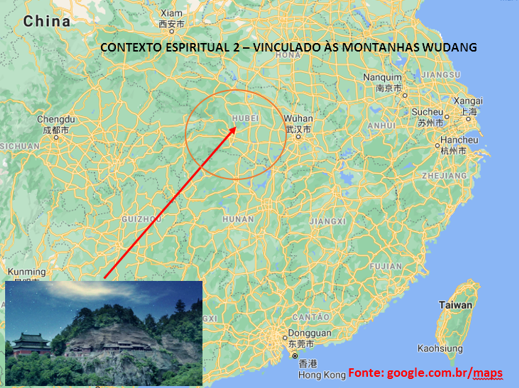 China
Xiam
西安市
CONTEXTO ESPIRITUAL 2 – VINCULADO ÀS MONTANHAS WUDANG
HONA
JIANGSU
Nanquim
南京市
Xangai
上海
Sucheu
苏州市
HUBEI
Wuhan
武汉市
ANHUI
Hancheu
杭州市
Chengdu
成都市
SICHUAN
ZHEJIANG
GUIZHOU
HUNAN
JIANGXI
FUJIAN
Kunming
Taiwan
CANTÃO
Dongguan
东莞市
Kaohsiung
香港
Hong Kong
Fonte: google.com.br/maps